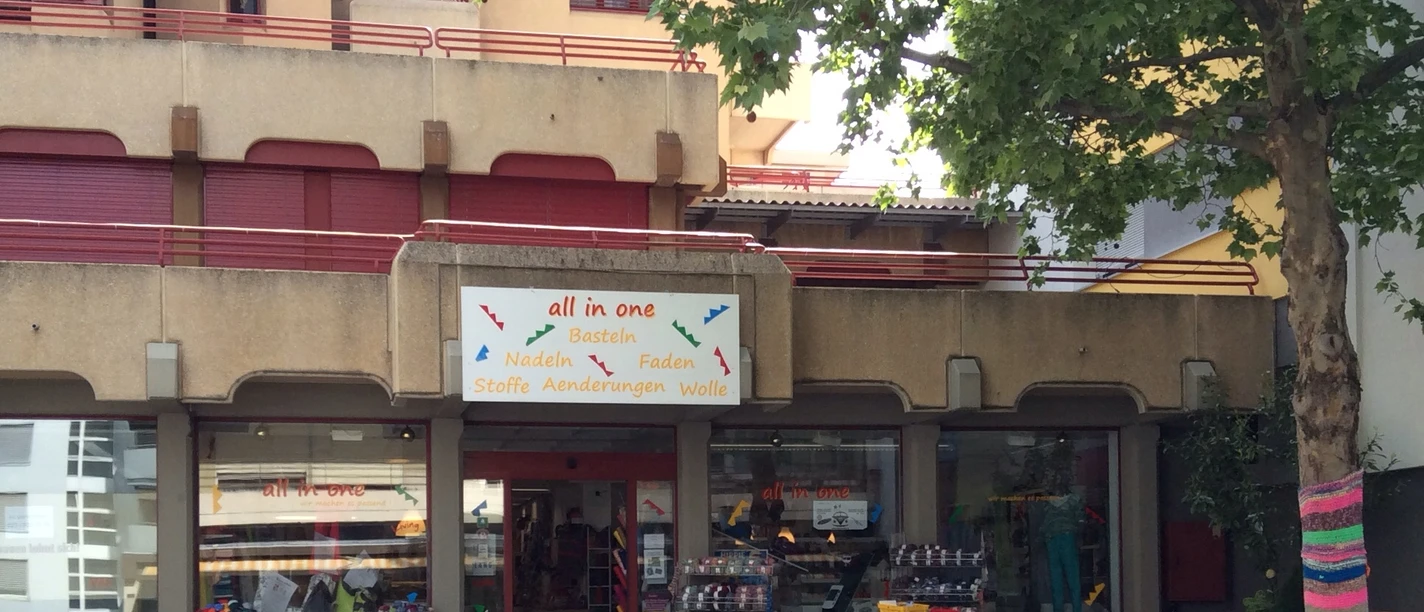 all in one
Basteln
Nadeln Faden
Stoffe Aenderungen Wolle
all in one
all in one